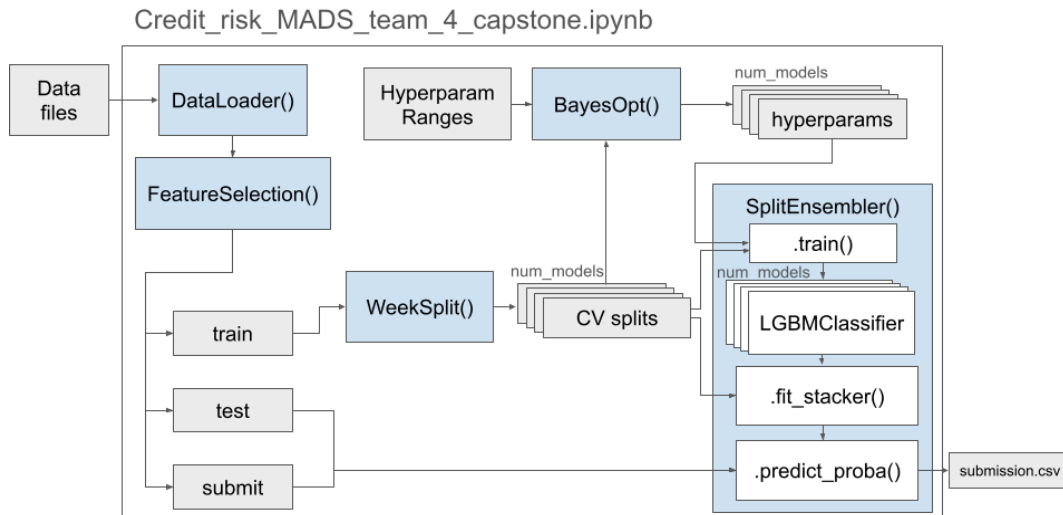 Credit_risk_MADS_team_4_capstone.ipynb
Data
files
DataLoader()
FeatureSelection()
Hyperparam
Ranges
BayesOpt()
num_models
hyperparams
train
test
submit
WeekSplit()
num_models
CV splits
SplitEnsembler()
.train()
num_models
LGBMClassifier
.fit_stacker()
.predict_proba()
submission.csv